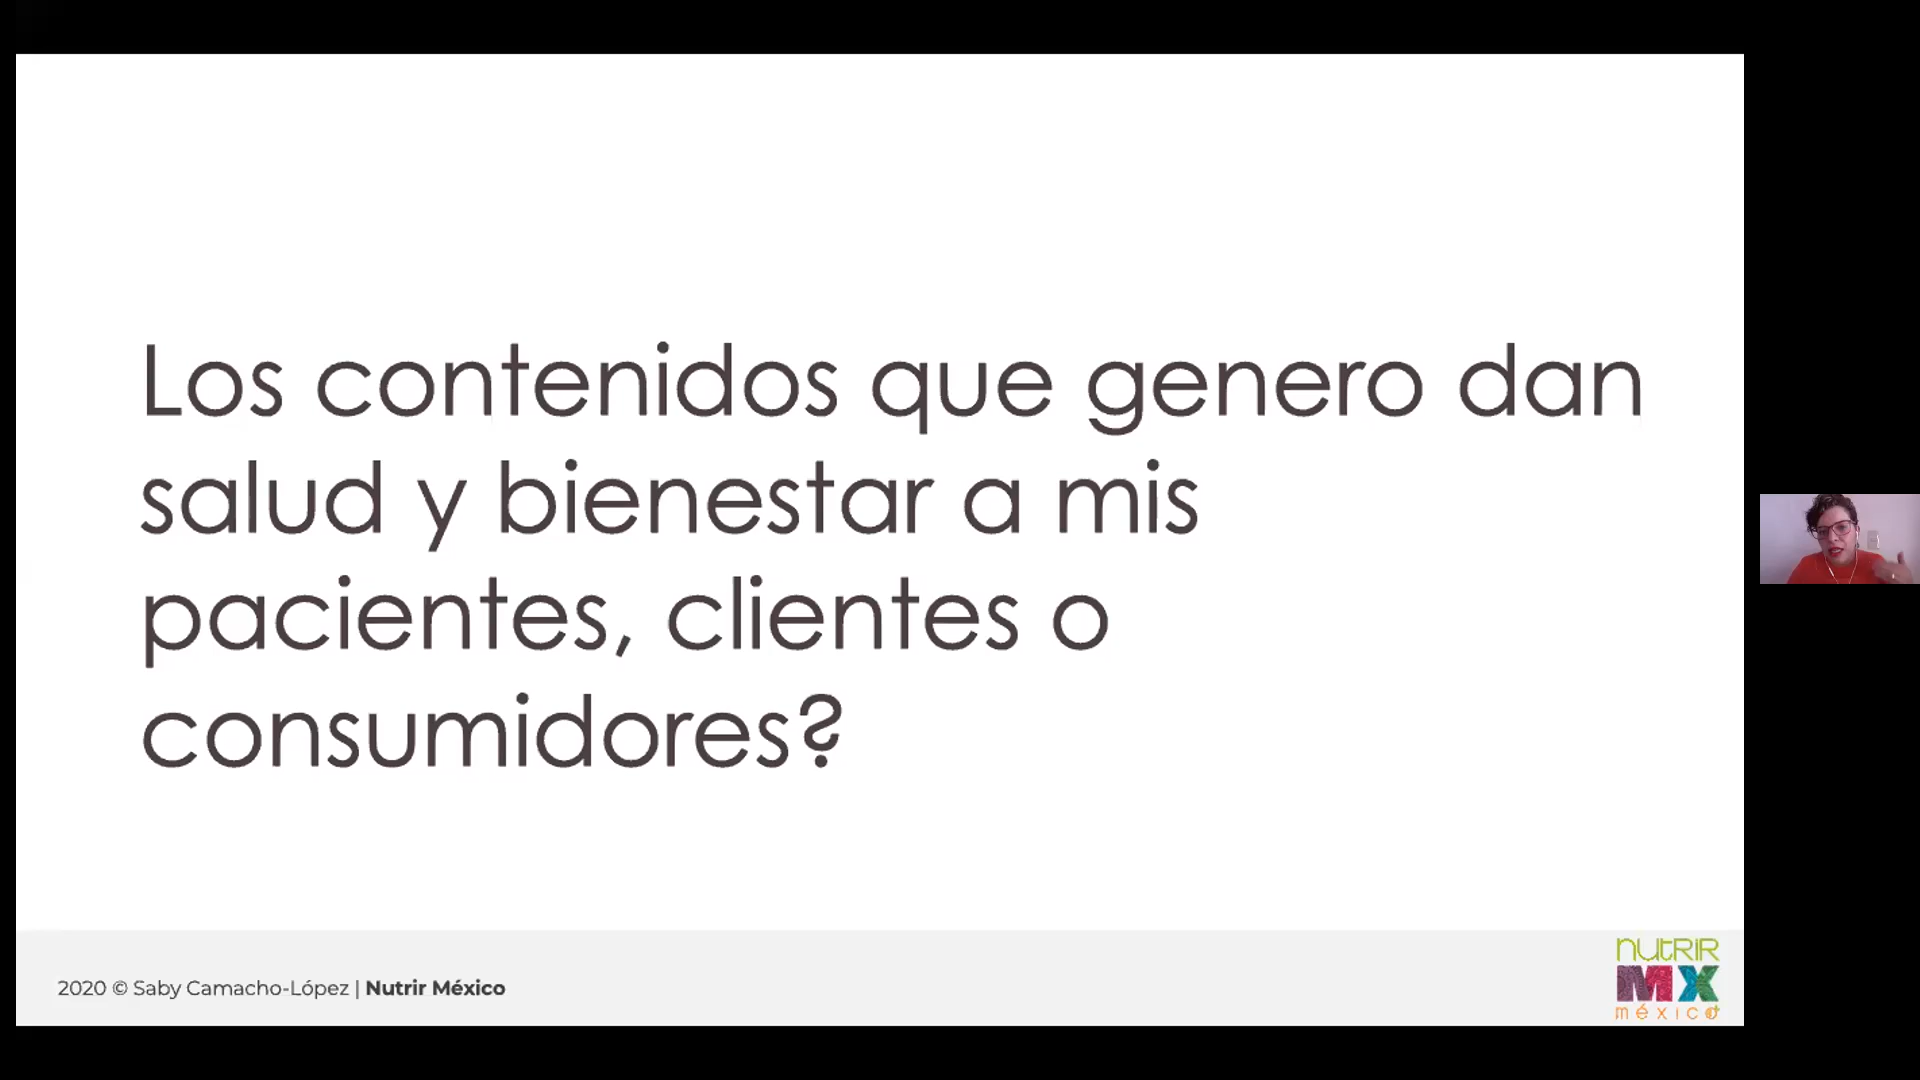 Los contenidos que genero dan
salud y bienestar a mis
pacientes, clientes o
consumidores?
2020 © Saby Camacho-López | Nutrir México
nutRIR
MX
méxico